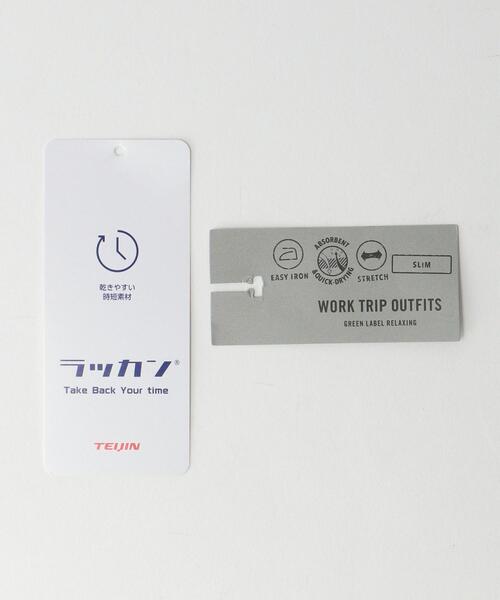 乾きやすい
時短素材
ラッカン®
Take Back Your time
TEIJIN
EASY IRON
ABSORBENT
&QUICK-DRYING
STRETCH
SLIM
WORK TRIP OUTFITS
GREEN LABEL RELAXING